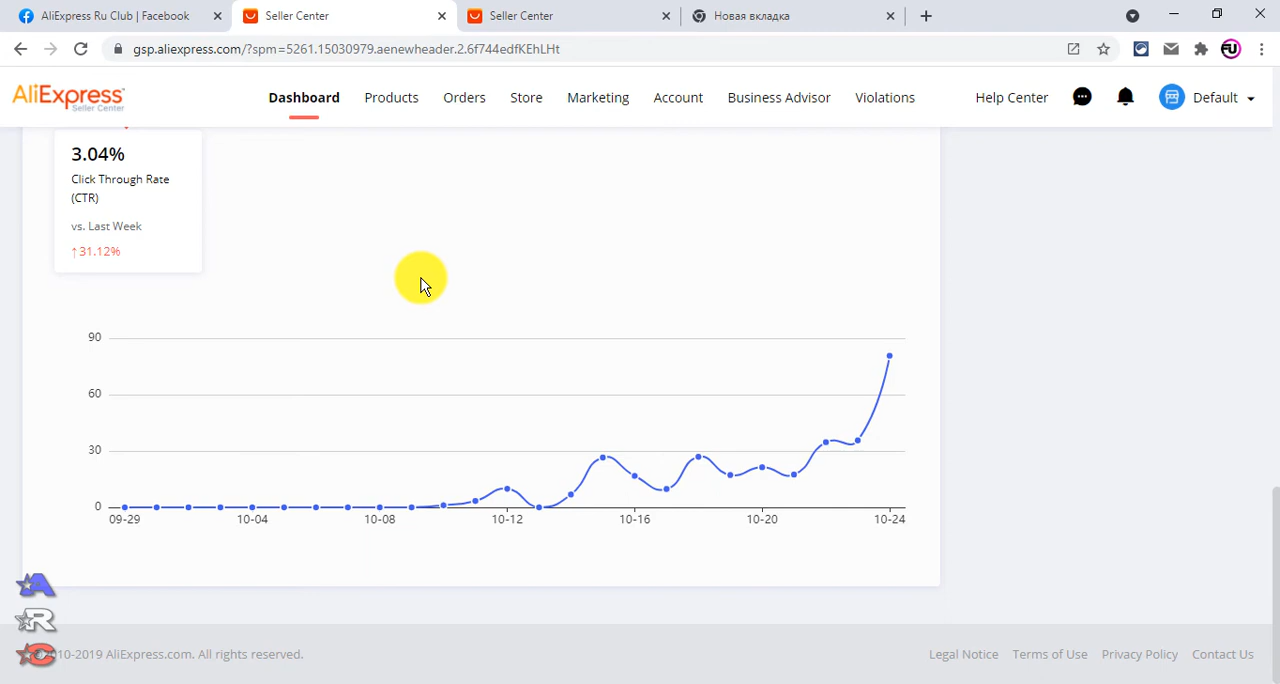 AliExpress Ru Club | Facebook
Seller Center
Seller Center
Новая вкладка
gsp.aliexpress.com/?spm=5261.15030979.aenewheader.2.6f744edfKEhLHt
AliExpress
Seller Center
Dashboard
Products
Orders
Store
Marketing
Account
Business Advisor
Violations
Help Center
Default
3.04%
Click Through Rate
(CTR)
vs. Last Week
↑31.12%
90
60
30
0
09-29
10-04
10-08
10-12
10-16
10-20
10-24
A
R
C
2010-2019 AliExpress.com. All rights reserved.
Legal Notice
Terms of Use
Privacy Policy
Contact Us